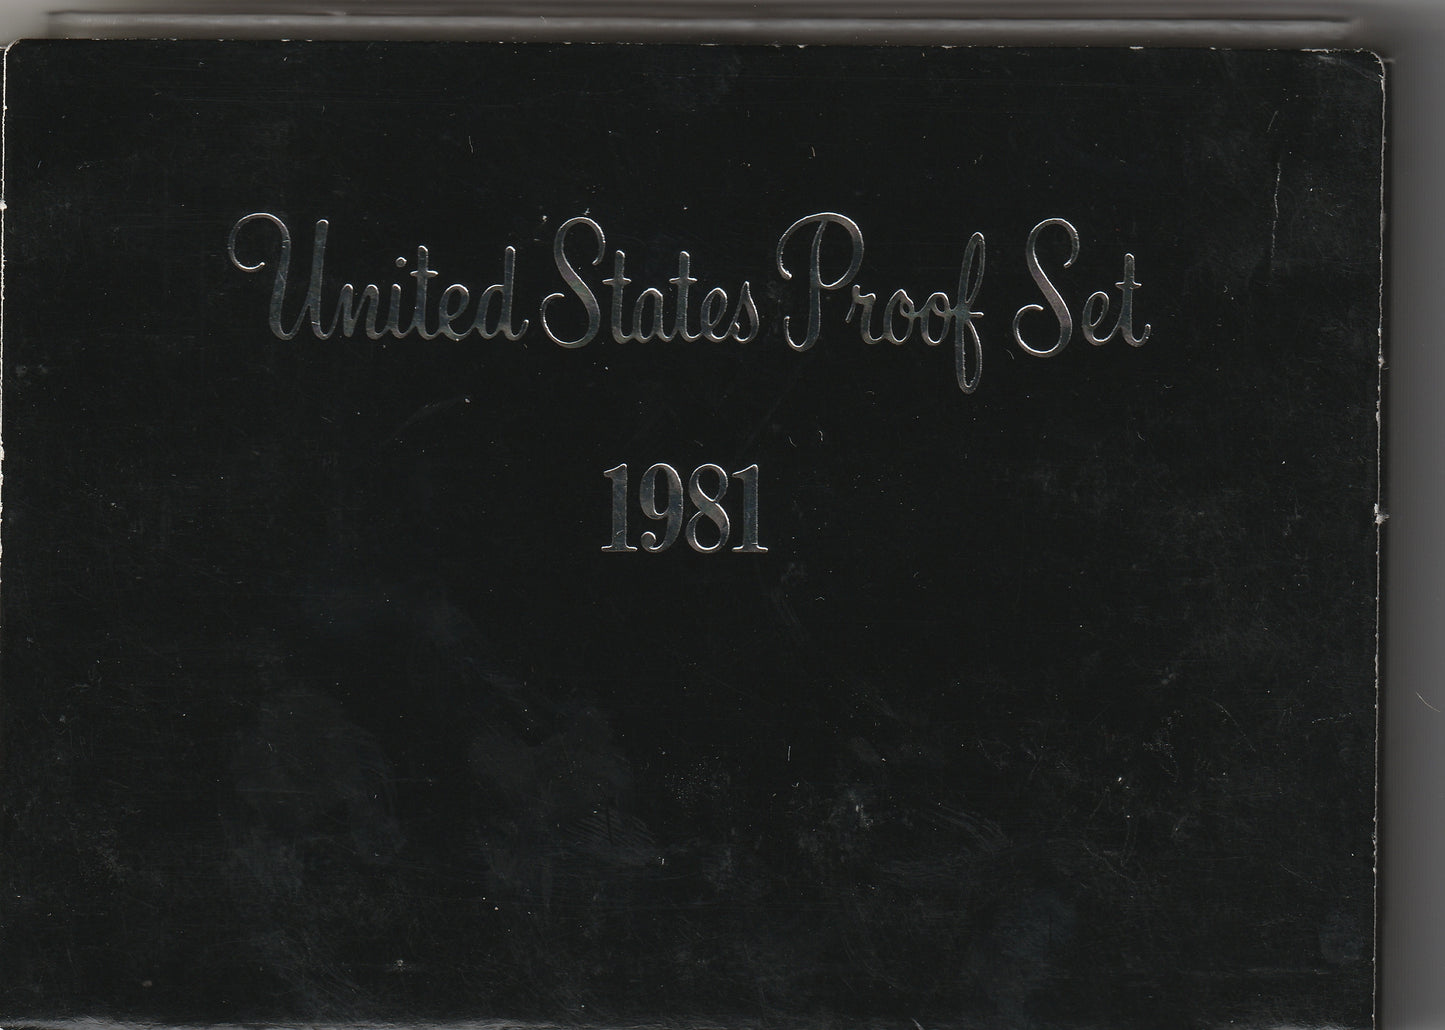 United States Proof Set
1981